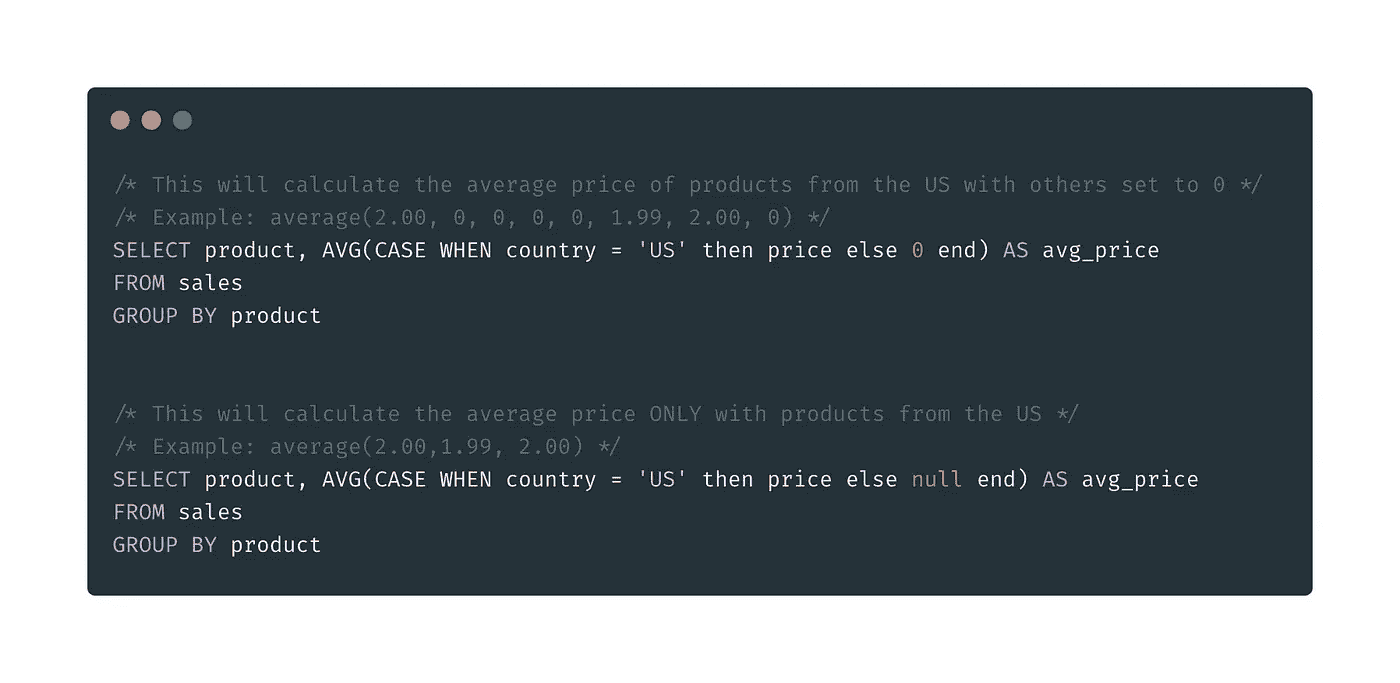 /* This will calculate the average price of products from the US with others set to 0 */
/* Example: average(2.00, 0, 0, 0, 0, 1.99, 2.00, 0) */
SELECT product, AVG(CASE WHEN country = 'US' then price else 0 end) AS avg_price
FROM sales
GROUP BY product
/* This will calculate the average price ONLY with products from the US */
/* Example: average(2.00,1.99, 2.00) */
SELECT product, AVG(CASE WHEN country = 'US' then price else null end) AS avg_price
FROM sales
GROUP BY product